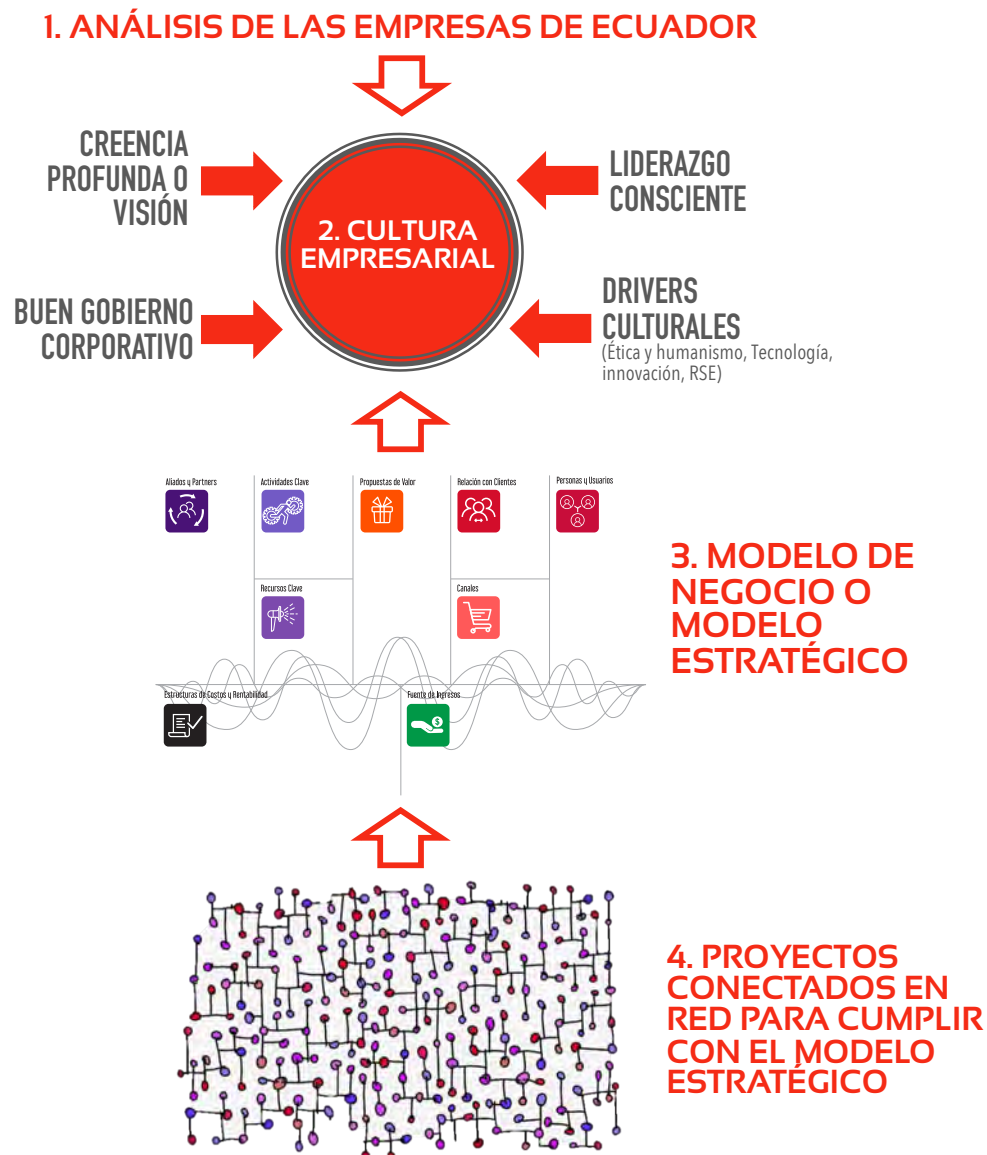 1. ANÁLISIS DE LAS EMPRESAS DE ECUADOR
CREENCIA
PROFUNDA O
VISIÓN
LIDERAZGO
CONSCIENTE
2. CULTURA
EMPRESARIAL
BUEN GOBIERNO
CORPORATIVO
DRIVERS
CULTURALES
(Ética y humanismo, Tecnología,
innovación, RSE)
Aliados y Partners
Actividades Clave
Propuestas de Valor
Relación con Clientes
Personas y Usuarios
Recursos Clave
Canales
Estructuras de Costos y Rentabilidad
Fuente de Ingresos
$
3. MODELO DE
NEGOCIO O
MODELO
ESTRATÉGICO
4. PROYECTOS
CONECTADOS EN
RED PARA CUMPLIR
CON EL MODELO
ESTRATÉGICO